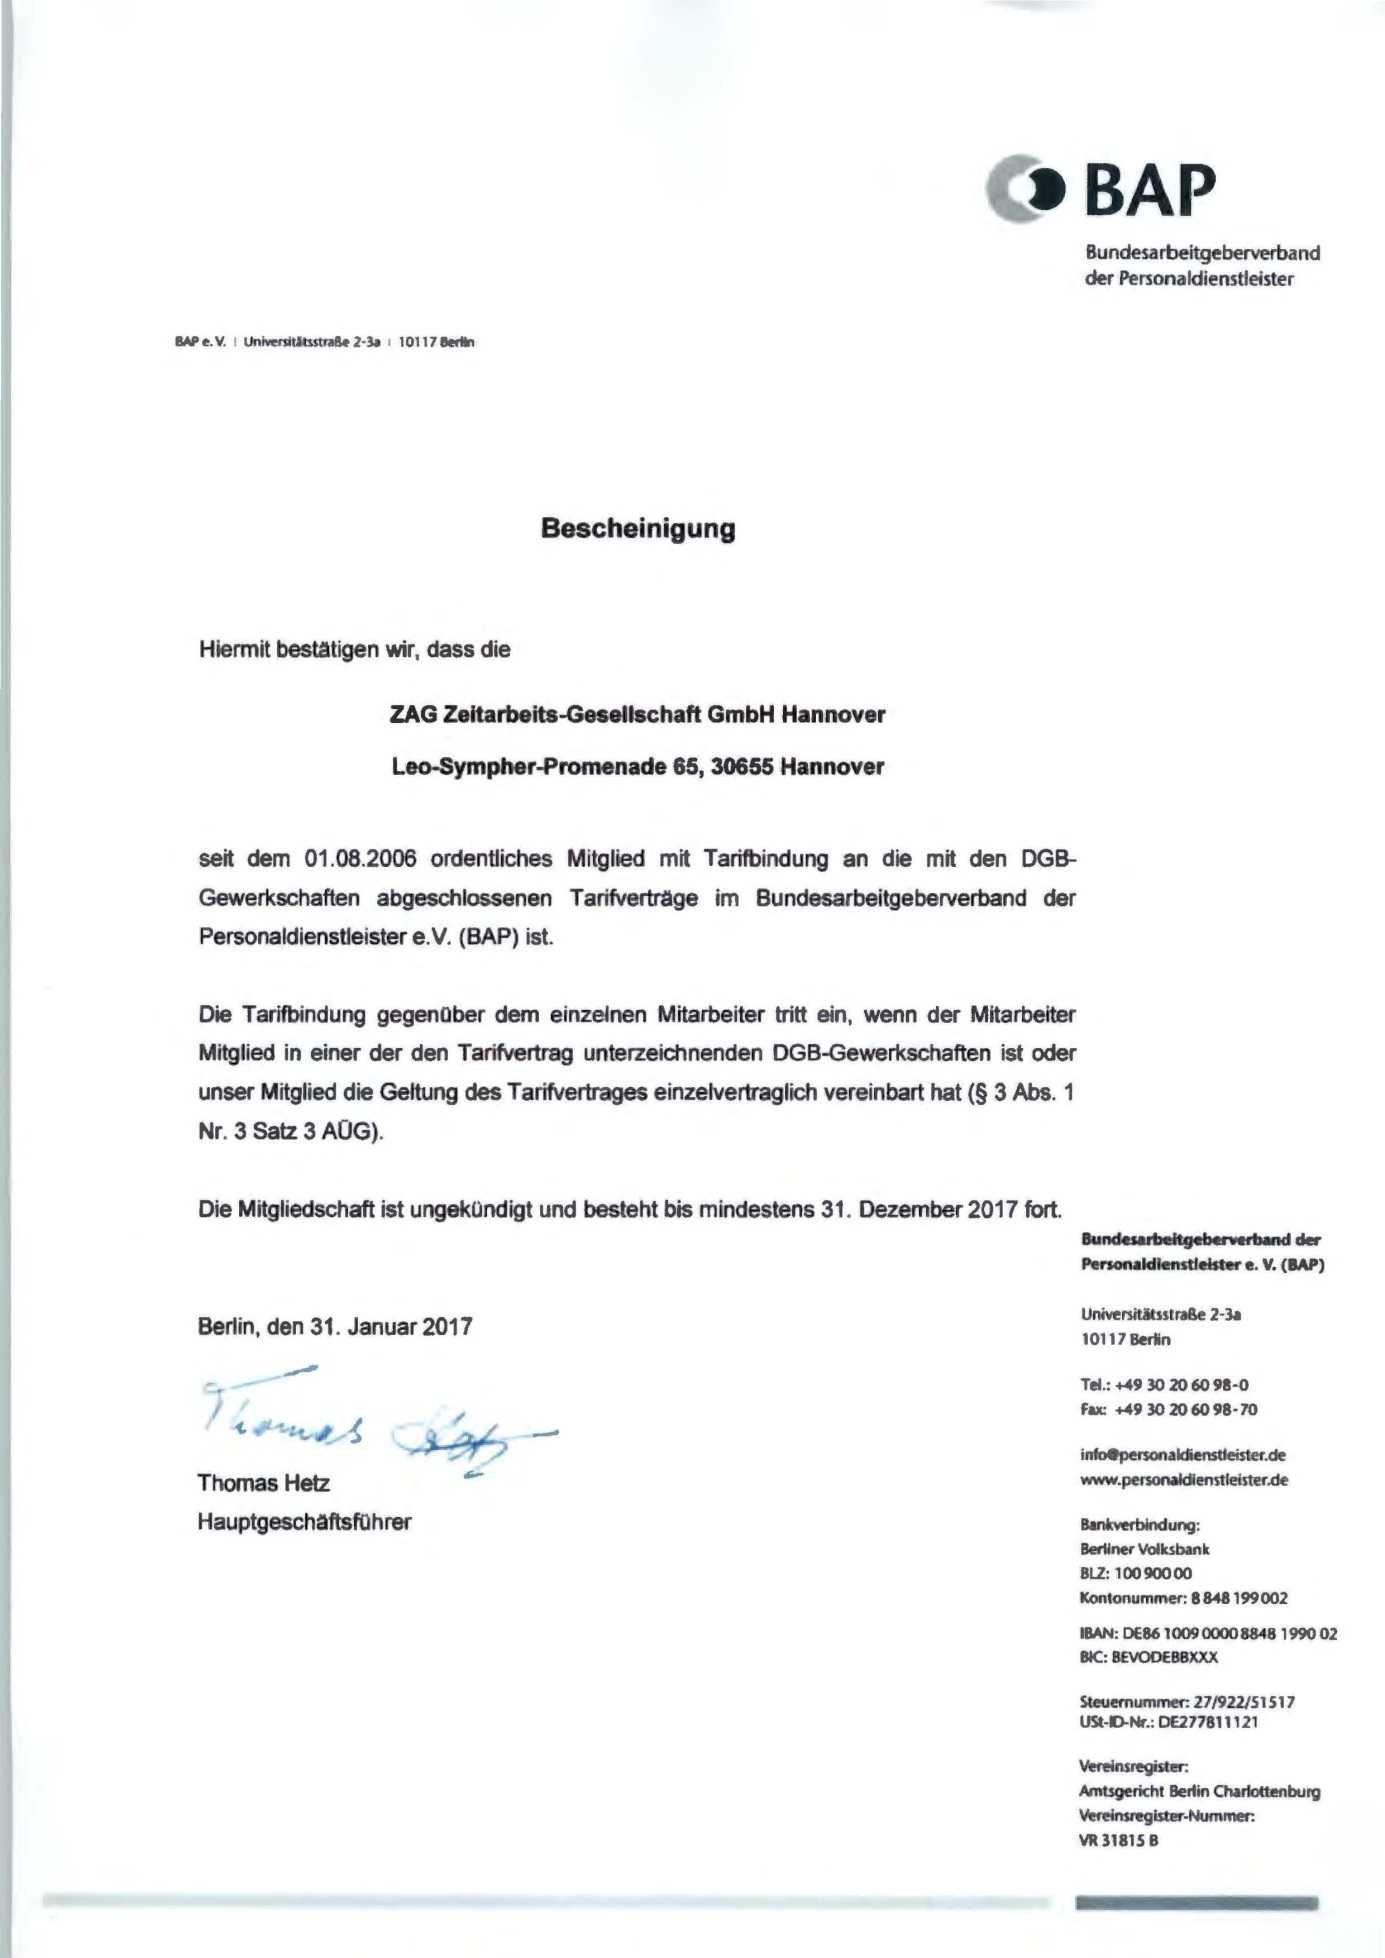 BAP
Bundesarbeitgeberverband
der Personaldienstleister
BAP e.V. | Universitätsstraße 2-3a | 10117 Berlin
Bescheinigung
Hiermit bestätigen wir, dass die
ZAG Zeitarbeits-Gesellschaft GmbH Hannover
Leo-Sympher-Promenade 65, 30655 Hannover
seit dem 01.08.2006 ordentliches Mitglied mit Tarifbindung an die mit den DGB-
Gewerkschaften abgeschlossenen Tarifverträge im Bundesarbeitgeberverband der
Personaldienstleister e.V. (BAP) ist.
Die Tarifbindung gegenüber dem einzelnen Mitarbeiter tritt ein, wenn der Mitarbeiter
Mitglied in einer der den Tarifvertrag unterzeichnenden DGB-Gewerkschaften ist oder
unser Mitglied die Geltung des Tarifvertrages einzelvertraglich vereinbart hat (§ 3 Abs. 1
Nr. 3 Satz 3 AÜG).
Die Mitgliedschaft ist ungekündigt und besteht bis mindestens 31. Dezember 2017 fort.
Berlin, den 31. Januar 2017
Thomas Hetz
Thomas Hetz
Hauptgeschäftsführer
Bundesarbeitgeberverband der
Personaldienstleister e. V. (BAP)
Universitätsstraße 2-3a
10117 Berlin
Tel.: +49 30 20 60 98-0
Fax: +49 30 20 60 98-70
info@personaldienstleister.de
www.personaldienstleister.de
Bankverbindung:
Berliner Volksbank
BLZ: 100 900 00
Kontonummer: 8 848 199 002
IBAN: DE86 1009 0000 8848 1990 02
BIC: BEVODEBBXXX
Steuernummer: 27/922/51517
USt-ID-Nr.: DE277811121
Vereinsregister:
Amtsgericht Berlin Charlottenburg
Vereinsregister-Nummer:
VR 31815 B